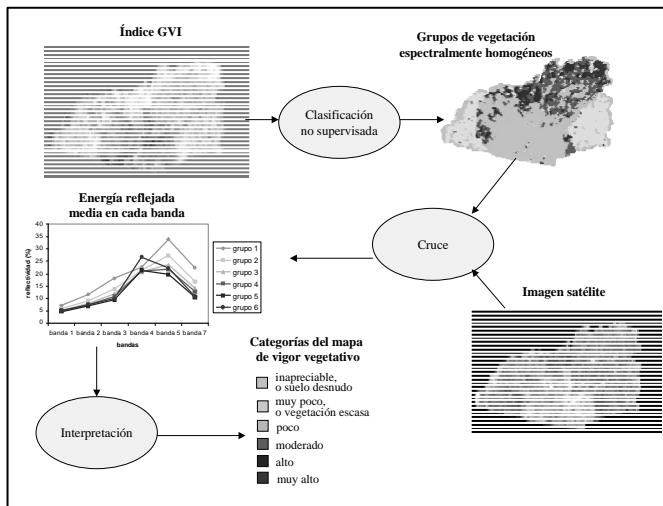 Índice GVI
Grupos de vegetación
espectralmente homogéneos
Clasificación
no supervisada
Energía reflejada
media en cada banda
reflectividad (%)
40
35
30
25
20
15
10
5
0
banda 1 banda 2 banda 3 banda 4 banda 5 banda 7
bandas
grupo 1
grupo 2
grupo 3
grupo 4
grupo 5
grupo 6
Cruce
Imagen satélite
Interpretación
Categorías del mapa
de vigor vegetativo
inapreciable,
o suelo desnudo
muy poco,
o vegetación escasa
poco
moderado
alto
muy alto